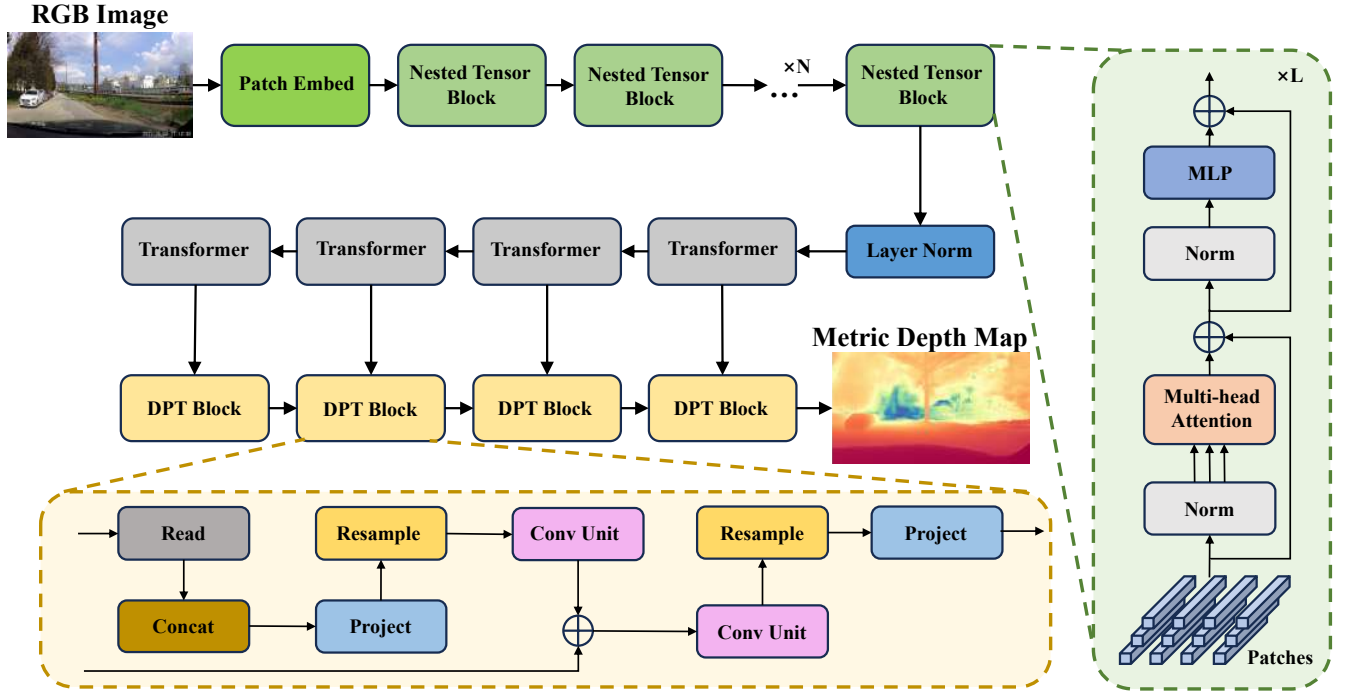 RGB Image
Patch Embed
Nested Tensor
Block
Nested Tensor
Block
×N
...
Nested Tensor
Block
Transformer
Transformer
Transformer
Transformer
Layer Norm
Metric Depth Map
DPT Block
DPT Block
DPT Block
DPT Block
Read
Resample
Conv Unit
Resample
Project
Concat
Project
Conv Unit
×L
MLP
Norm
Multi-head
Attention
Norm
Patches